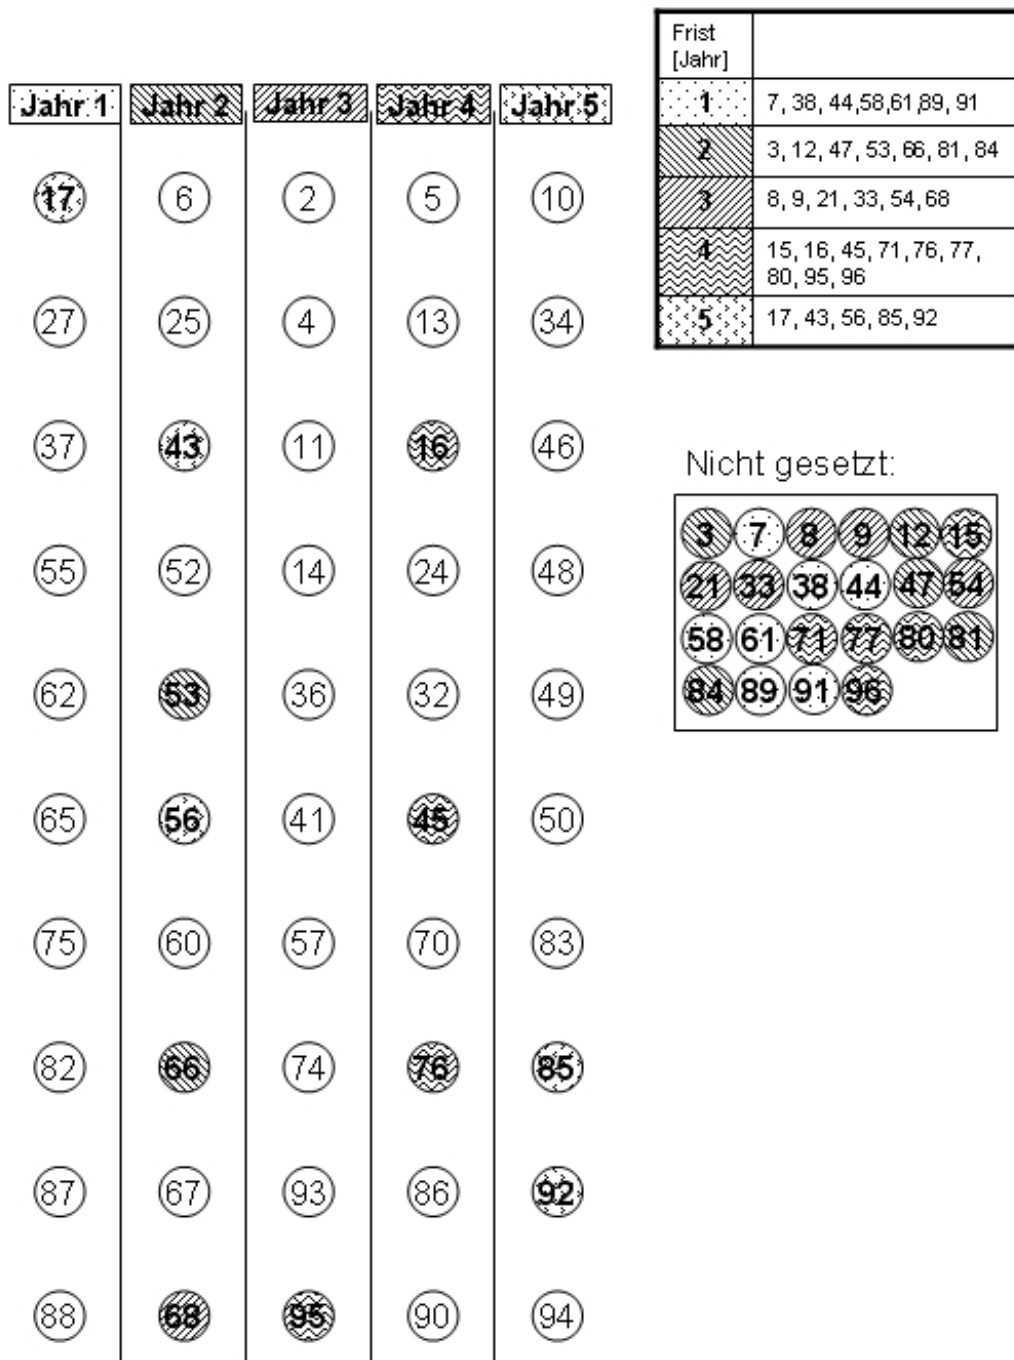 Frist
[Jahr]
1 7, 38, 44,58,61,89, 91
2 3, 12, 47, 53, 66, 81, 84
3 8, 9, 21, 33, 54, 68
4 15, 16, 45, 71, 76, 77,
80, 95, 96
5 17, 43, 56, 85, 92
Jahr 1 Jahr 2 Jahr 3 Jahr 4 Jahr 5
17 6 2 5 10
27 25 4 13 34
37 43 11 16 46
55 52 14 24 48
62 53 36 32 49
65 56 41 45 50
75 60 57 70 83
82 66 74 76 85
87 67 93 86 92
88 68 95 90 94
Nicht gesetzt:
3 7 8 9 12 15
21 33 38 44 47 54
58 61 71 77 80 81
84 89 91 96